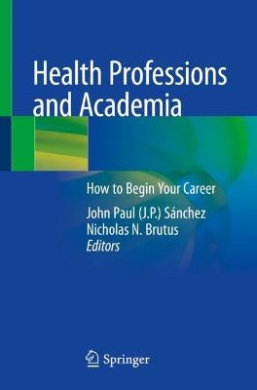 Health Professions
and Academia
How to Begin Your Career
John Paul (J.P.) Sánchez
Nicholas N. Brutus
Editors
Springer